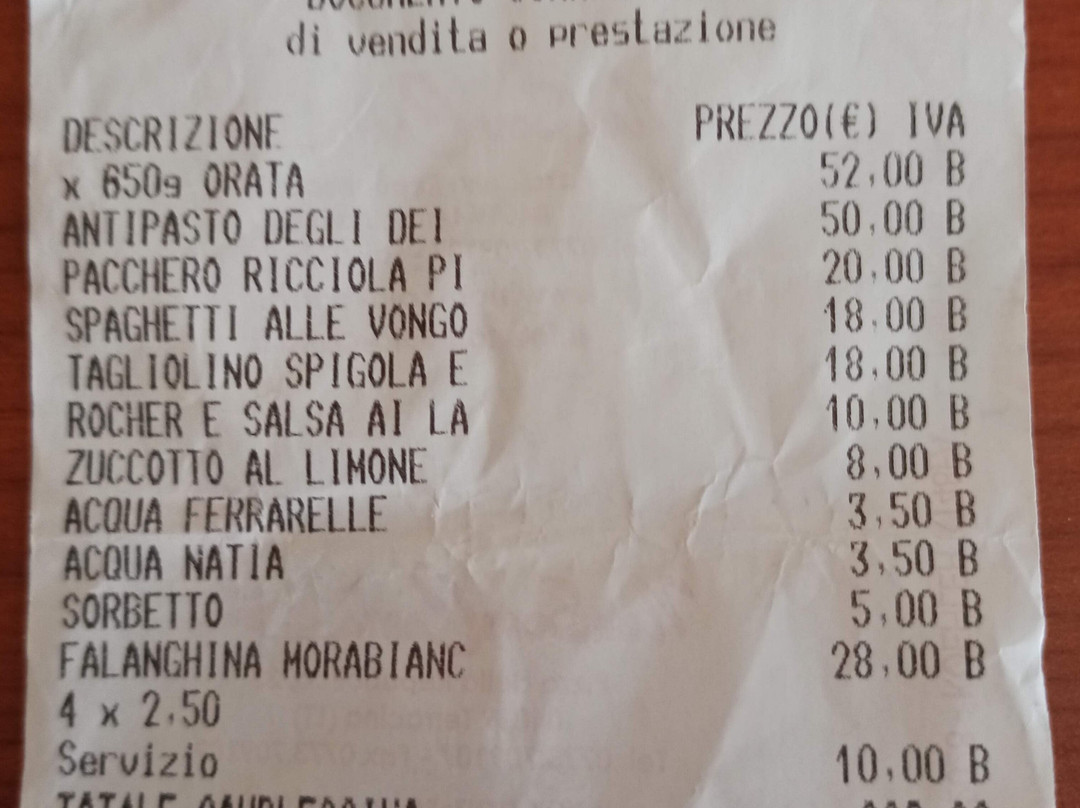 di vendita o prestazione
DESCRIZIONE PREZZO(€) IVA
x 650g ORATA 52,00 B
ANTIPASTO DEGLI DEI 50,00 B
PACCHERO RICCIOLA PI 20,00 B
SPAGHETTI ALLE VONGO 18,00 B
TAGLIOLINO SPIGOLA E 18,00 B
ROCHER E SALSA AI LA 10,00 B
ZUCCOTTO AL LIMONE 8,00 B
ACQUA FERRARELLE 3,50 B
ACQUA NATIA 3,50 B
SORBETTO 5,00 B
FALANGHINA MORABIANC 28,00 B
4 x 2,50
Servizio 10,00 B